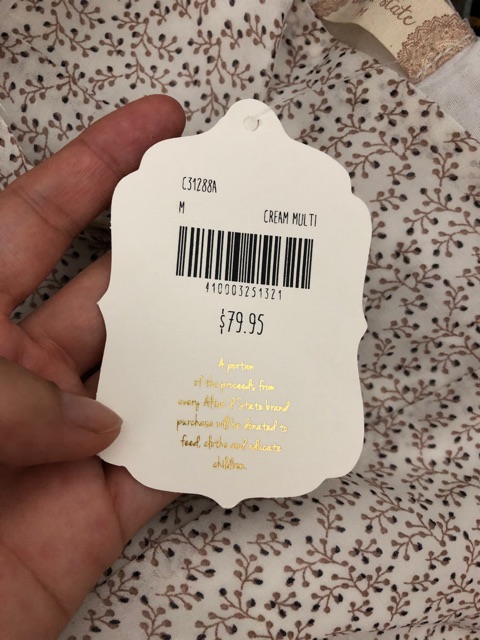 C31288A
M CREAM MULTI
410003251321
$79.95
A portion
of the proceeds from
every Altar'd State brand
purchase will be donated to
feed, clothe and educate
children.